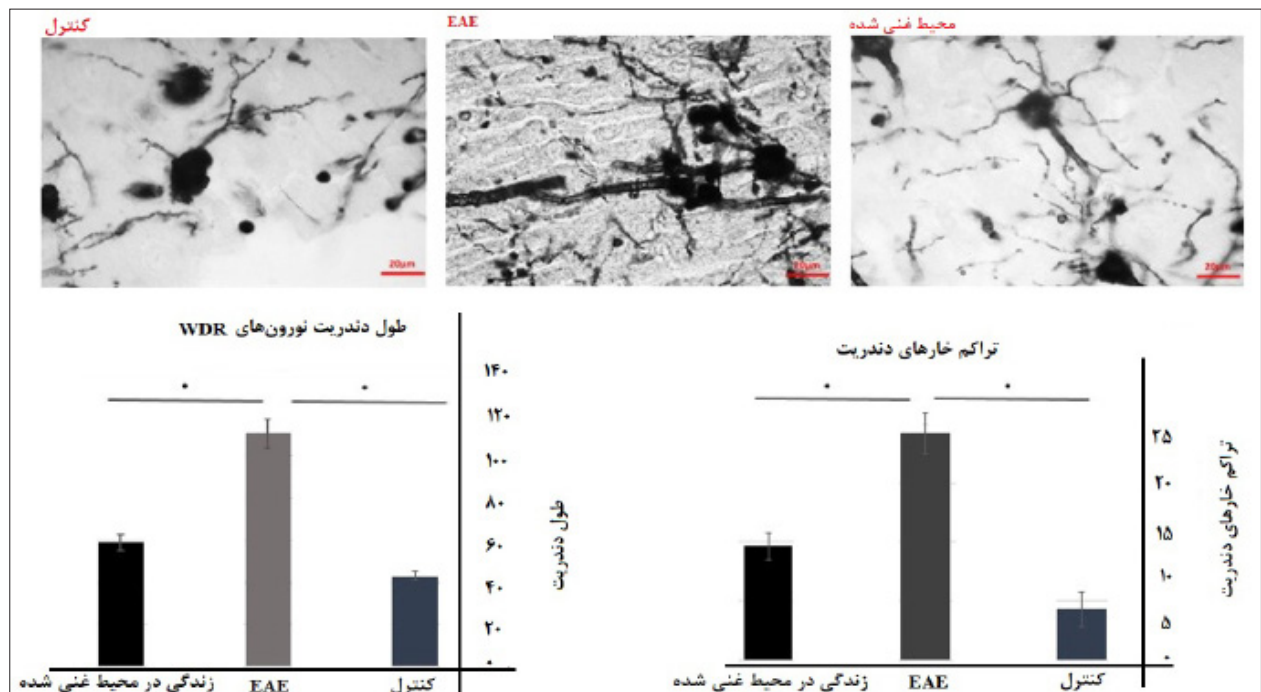 کنترل
EAE
محیط غنی شده
20µm
20µm
20µm
طول دندریت نورون‌های WDR
*
*
۱۴۰
۱۲۰
۱۰۰
۸۰
۶۰
۴۰
۲۰
۰
طول دندریت
زندگی در محیط غنی شده
EAE
کنترل
تراکم خارهای دندریت
*
*
۲۵
۲۰
۱۵
۱۰
۵
۰
تراکم خارهای دندریت
زندگی در محیط غنی شده
EAE
کنترل